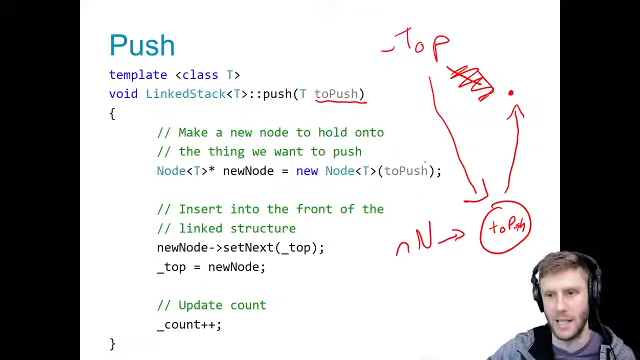 Push
template <class T>
void LinkedStack<T>::push(T toPush)
{
// Make a new node to hold onto
// the thing we want to push
Node<T>* newNode = new Node<T>(toPush);
// Insert into the front of the
// linked structure
newNode->setNext(_top);
_top = newNode;
// Update count
_count++;
}
_Top
nN
toPush